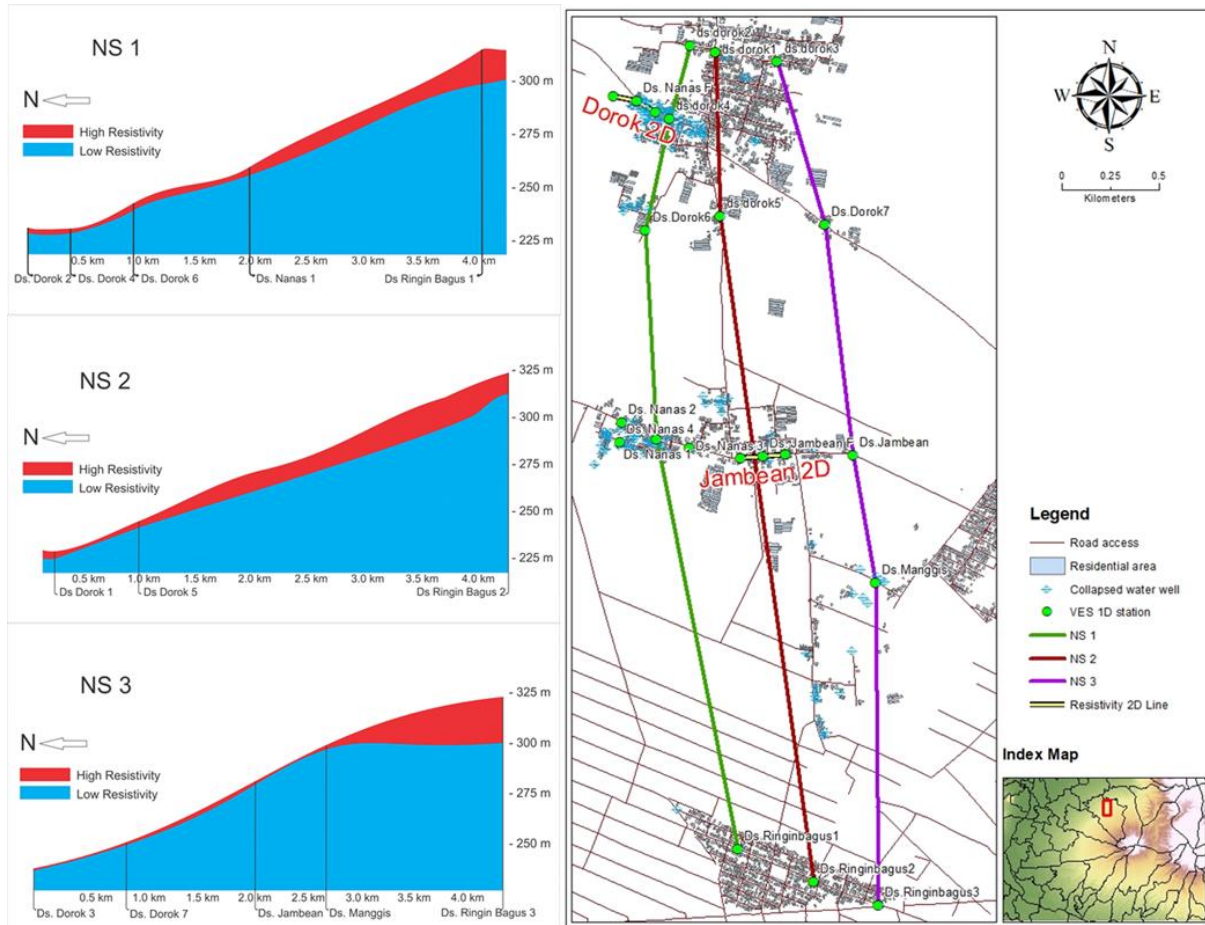 NS 1
N
High Resistivity
Low Resistivity
- 300 m
- 275 m
- 250 m
- 225 m
0.5 km 1.0 km 1.5 km 2.0 km 2.5 km 3.0 km 3.5 km 4.0 km
Ds. Dorok 2 Ds. Dorok 4 Ds. Dorok 6 Ds. Nanas 1 Ds Ringin Bagus 1
NS 2
N
High Resistivity
Low Resistivity
- 325 m
- 300 m
- 275 m
- 250 m
- 225 m
0.5 km 1.0 km 1.5 km 2.0 km 2.5 km 3.0 km 3.5 km 4.0 km
Ds Dorok 1 Ds Dorok 5 Ds Ringin Bagus 2
NS 3
N
High Resistivity
Low Resistivity
- 325 m
- 300 m
- 275 m
- 250 m
0.5 km 1.0 km 1.5 km 2.0 km 2.5 km 3.0 km 3.5 km 4.0 km
Ds. Dorok 3 Ds. Dorok 7 Ds. Jambean Ds. Manggis Ds. Ringin Bagus 3
ds.dorok2
ds.dorok1 ds.dorok3
Ds. Nanas F
ds.dorok4
Dorok 2D
Ds.Dorok6 ds.dorok5 Ds.Dorok7
Ds. Nanas 2
Ds. Nanas 4
Ds. Nanas 1 Ds. Nanas 3 Ds. Jambean F Ds.Jambean
Jambean 2D
Ds.Manggis
Ds.Ringinbagus1
Ds.Ringinbagus2
Ds.Ringinbagus3
N
W E
S
0 0.25 0.5
Kilometers
Legend
Road access
Residential area
Collapsed water well
VES 1D station
NS 1
NS 2
NS 3
Resistivity 2D Line
Index Map